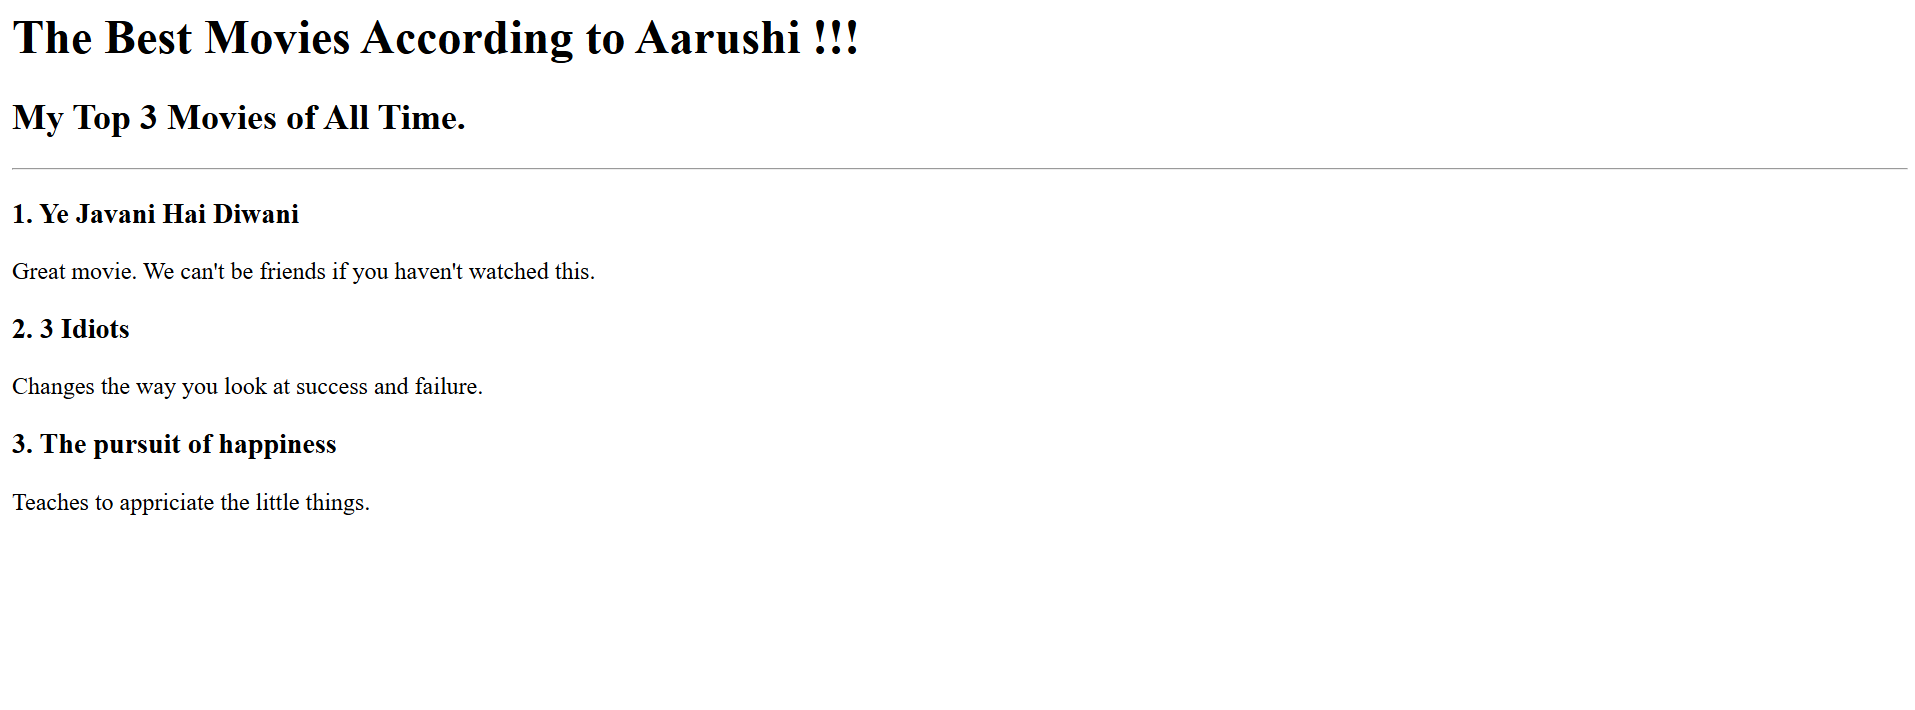 The Best Movies According to Aarushi !!!
My Top 3 Movies of All Time.
1. Ye Javani Hai Diwani
Great movie. We can't be friends if you haven't watched this.
2. 3 Idiots
Changes the way you look at success and failure.
3. The pursuit of happiness
Teaches to appriciate the little things.